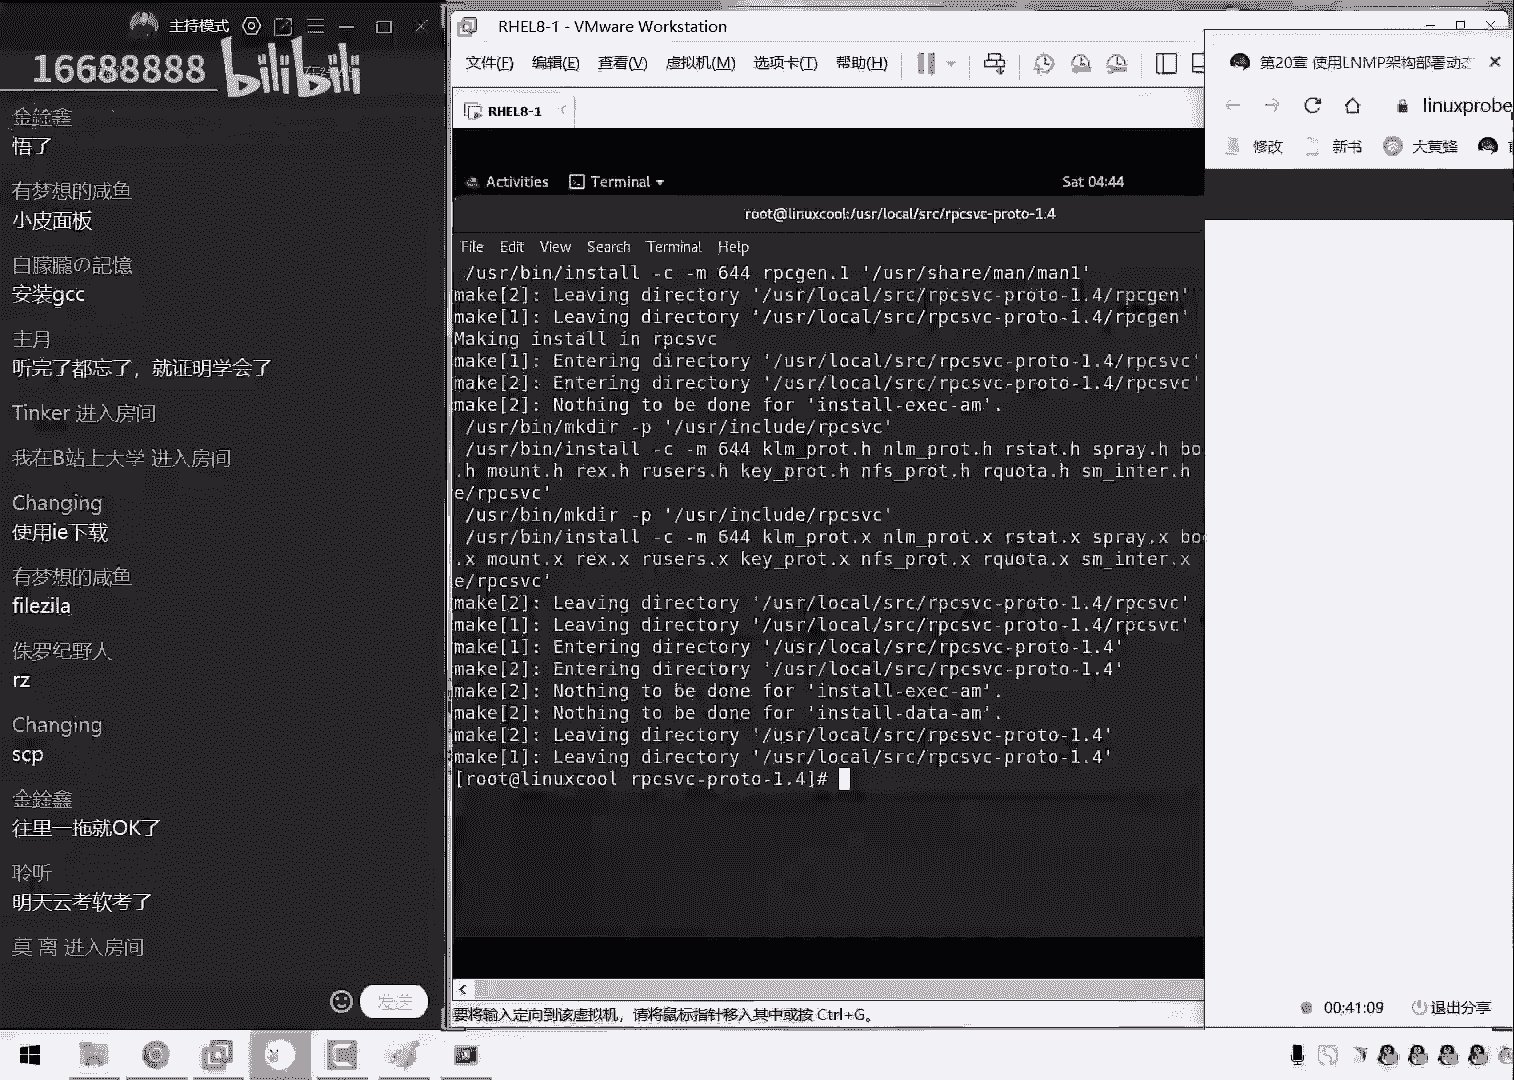 主持模式
16688888 bilibili
金銓鑫
悟了
有梦想的咸鱼
小皮面板
白朦朧の記憶
安装gcc
主月
听完了都忘了，就证明学会了
Tinker 进入房间
我在B站上大学 进入房间
Changing
使用ie下载
有梦想的咸鱼
filezila
侏罗纪野人
rz
Changing
scp
金銓鑫
往里一拖就OK了
聆听
明天云考软考了
莫 离 进入房间
发送
RHEL8-1 - VMware Workstation
文件(F) 编辑(E) 查看(V) 虚拟机(M) 选项卡(T) 帮助(H)
RHEL8-1
Activities Terminal Sat 04:44
root@linuxcool:/usr/local/src/rpcsvc-proto-1.4
File Edit View Search Terminal Help
/usr/bin/install -c -m 644 rpcgen.1 '/usr/share/man/man1'
make[2]: Leaving directory '/usr/local/src/rpcsvc-proto-1.4/rpcgen'
make[1]: Leaving directory '/usr/local/src/rpcsvc-proto-1.4/rpcgen'
Making install in rpcsvc
make[1]: Entering directory '/usr/local/src/rpcsvc-proto-1.4/rpcsvc'
make[2]: Entering directory '/usr/local/src/rpcsvc-proto-1.4/rpcsvc'
make[2]: Nothing to be done for 'install-exec-am'.
/usr/bin/mkdir -p '/usr/include/rpcsvc'
/usr/bin/install -c -m 644 klm_prot.h nlm_prot.h rstat.h spray.h bo
.h mount.h rex.h rusers.h key_prot.h nfs_prot.h rquota.h sm_inter.h
e/rpcsvc'
/usr/bin/mkdir -p '/usr/include/rpcsvc'
/usr/bin/install -c -m 644 klm_prot.x nlm_prot.x rstat.x spray.x bo
.x mount.x rex.x rusers.x key_prot.x nfs_prot.x rquota.x sm_inter.x
e/rpcsvc'
make[2]: Leaving directory '/usr/local/src/rpcsvc-proto-1.4/rpcsvc'
make[1]: Leaving directory '/usr/local/src/rpcsvc-proto-1.4/rpcsvc'
make[1]: Entering directory '/usr/local/src/rpcsvc-proto-1.4'
make[2]: Entering directory '/usr/local/src/rpcsvc-proto-1.4'
make[2]: Nothing to be done for 'install-exec-am'.
make[2]: Nothing to be done for 'install-data-am'.
make[2]: Leaving directory '/usr/local/src/rpcsvc-proto-1.4'
make[1]: Leaving directory '/usr/local/src/rpcsvc-proto-1.4'
[root@linuxcool rpcsvc-proto-1.4]#
要将输入定向到该虚拟机，请将鼠标指针移入其中或按 Ctrl+G。
第20章 使用LNMP架构部署动态
linuxprobe
修改 新书 大黄蜂
00:41:09 退出分享